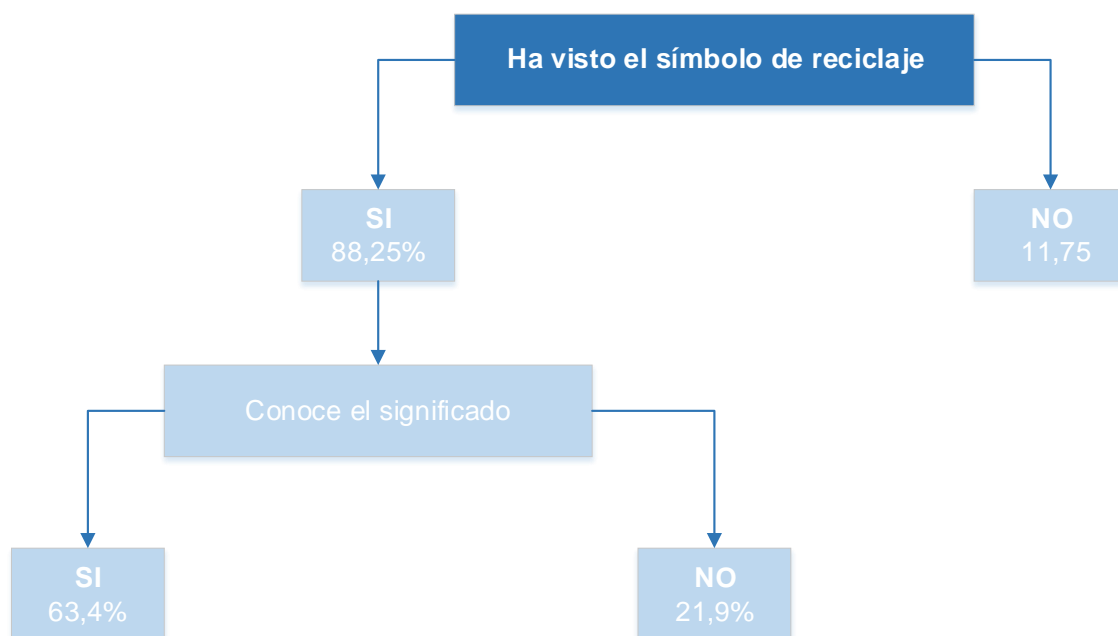 Ha visto el símbolo de reciclaje
SI
88,25%
NO
11,75
Conoce el significado
SI
63,4%
NO
21,9%